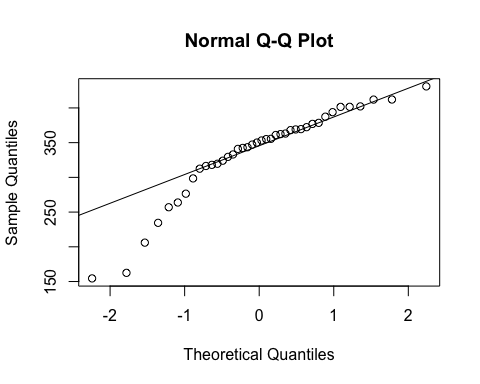 Normal Q-Q Plot
Sample Quantiles
350
250
150
-2 -1 0 1 2
Theoretical Quantiles